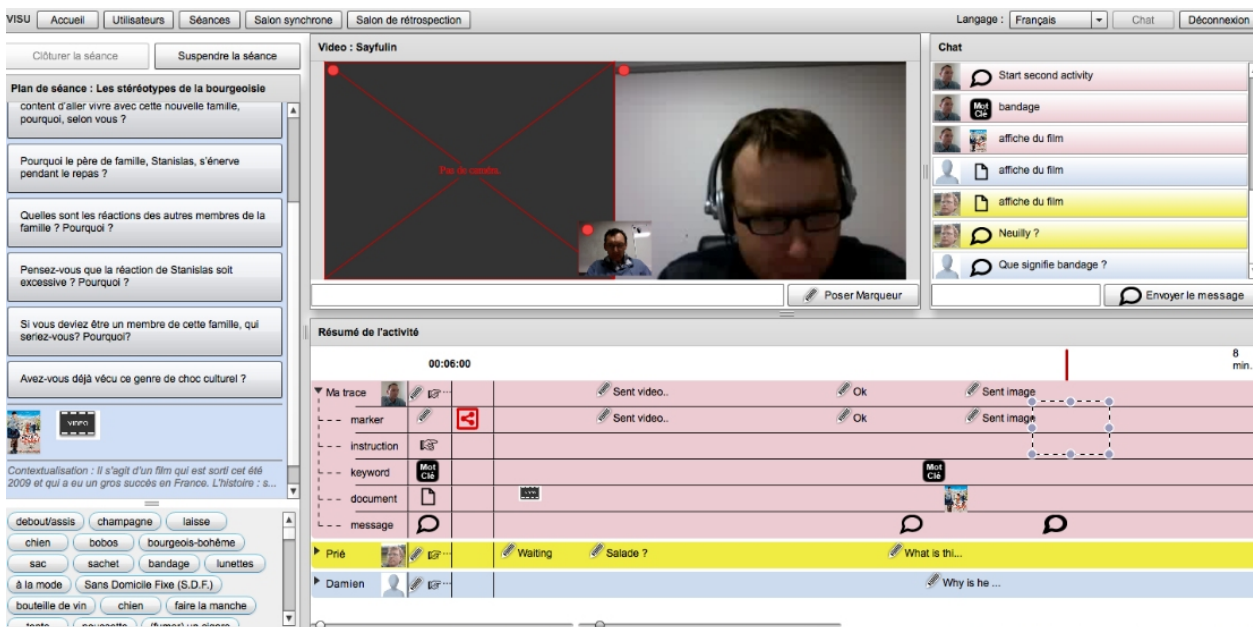 VISU Accueil Utilisateurs Séances Salon synchrone Salon de rétrospection Langage : Français Chat Déconnexion
Clôturer la séance Suspendre la séance
Plan de séance : Les stéréotypes de la bourgeoisie
content d'aller vivre avec cette nouvelle famille,
pourquoi, selon vous ?
Pourquoi le père de famille, Stanislas, s'énerve
pendant le repas ?
Quelles sont les réactions des autres membres de la
famille ? Pourquoi ?
Pensez-vous que la réaction de Stanislas soit
excessive ? Pourquoi ?
Si vous deviez être un membre de cette famille, qui
seriez-vous? Pourquoi?
Avez-vous déjà vécu ce genre de choc culturel ?
VIDEO
Contextualisation : Il s'agit d'un film qui est sorti cet été
2009 et qui a eu un gros succès en France. L'histoire : s...
debout/assis champagne laisse
chien bobos bourgeois-bohême
sac sachet bandage lunettes
à la mode Sans Domicile Fixe (S.D.F.)
bouteille de vin chien faire la manche
tente poussette (fumer) un cigare
Video : Sayfulin
Pas de caméra
Poser Marqueur
Chat
Start second activity
Mot
Clé
bandage
affiche du film
affiche du film
affiche du film
Neuilly ?
Que signifie bandage ?
Envoyer le message
Résumé de l'activité
00:06:00
8
min.
Ma trace Sent video.. Ok Sent image
marker Sent video.. Ok Sent image
instruction
keyword Mot Clé Mot Clé
document
message
Prié Waiting Salade ? What is thi...
Damien Why is he ...